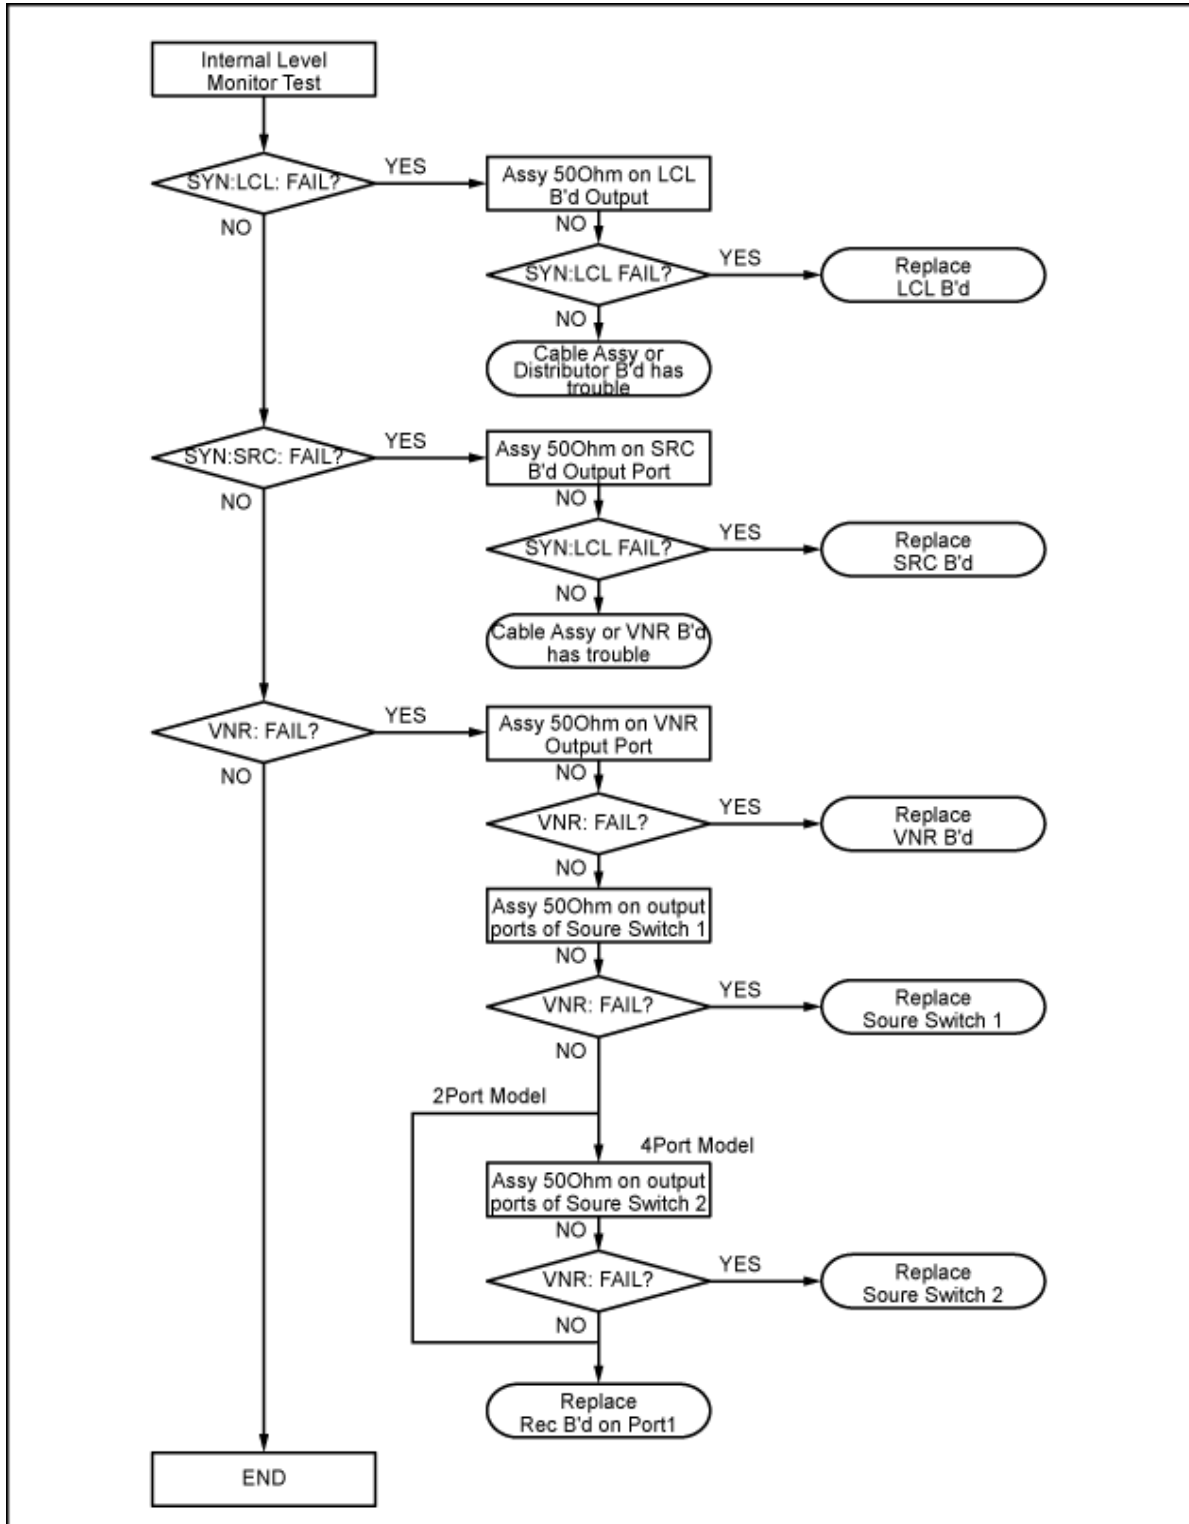 Internal Level
Monitor Test
SYN:LCL: FAIL?
YES
NO
Assy 50Ohm on LCL
B'd Output
NO
SYN:LCL FAIL?
YES
Replace
LCL B'd
NO
Cable Assy or
Distributor B'd has
trouble
SYN:SRC: FAIL?
YES
NO
Assy 50Ohm on SRC
B'd Output Port
NO
SYN:LCL FAIL?
YES
Replace
SRC B'd
NO
Cable Assy or VNR B'd
has trouble
VNR: FAIL?
YES
NO
Assy 50Ohm on VNR
Output Port
NO
VNR: FAIL?
YES
Replace
VNR B'd
NO
Assy 50Ohm on output
ports of Soure Switch 1
NO
VNR: FAIL?
YES
Replace
Soure Switch 1
NO
2Port Model
4Port Model
Assy 50Ohm on output
ports of Soure Switch 2
NO
VNR: FAIL?
YES
Replace
Soure Switch 2
NO
Replace
Rec B'd on Port1
END